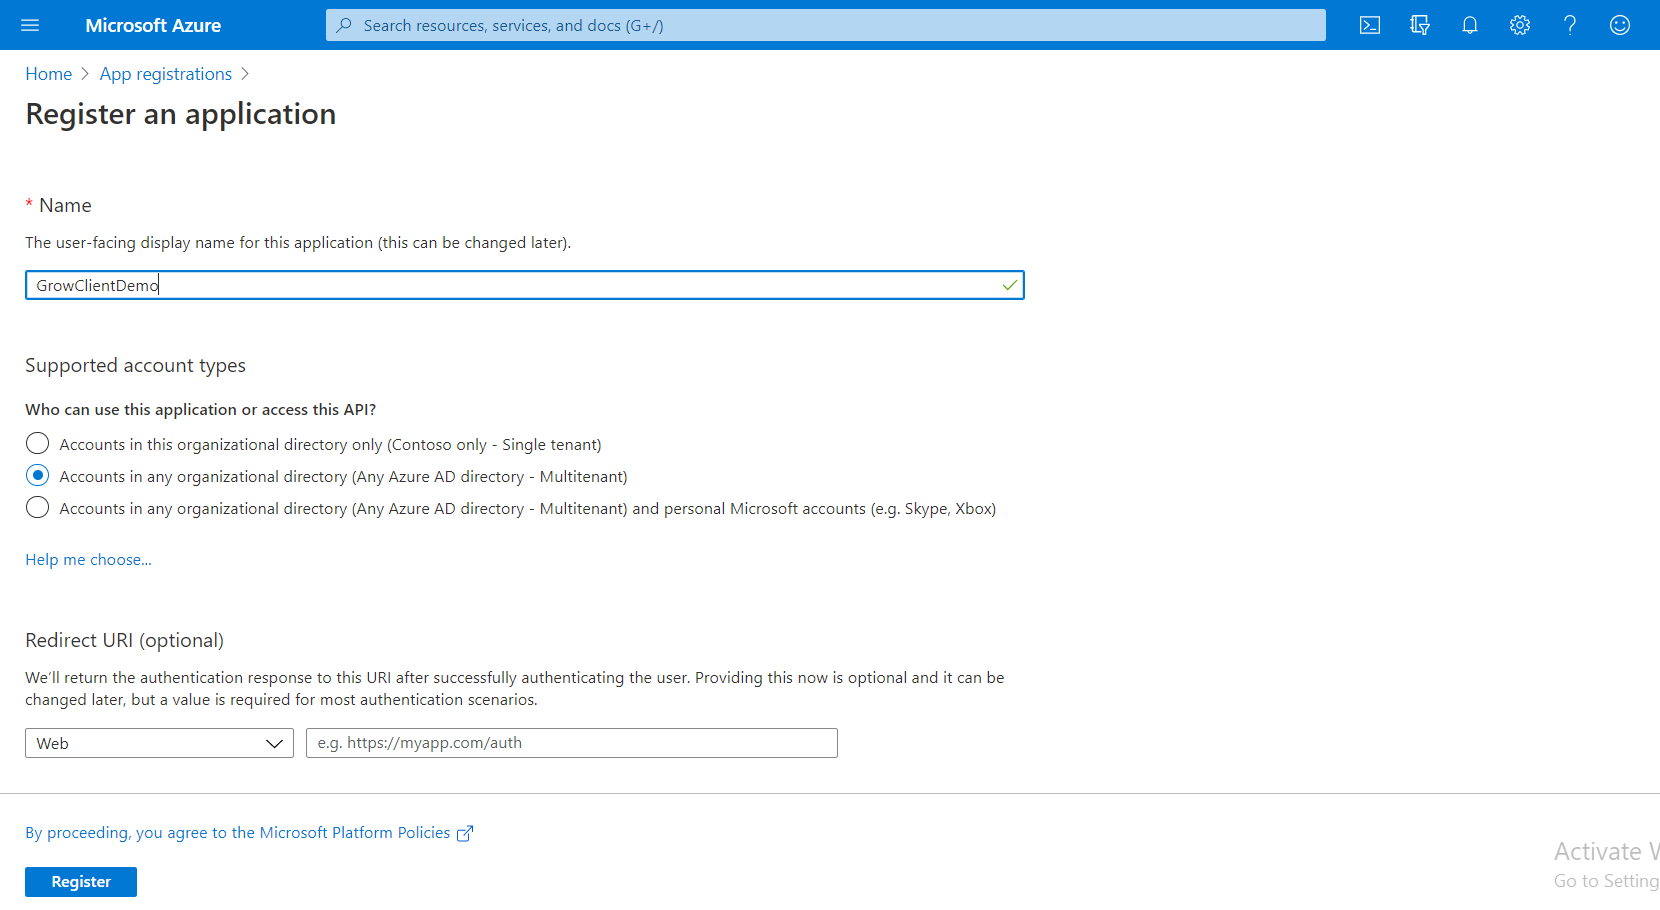 Microsoft Azure
Search resources, services, and docs (G+/)
Home > App registrations >
Register an application
* Name
The user-facing display name for this application (this can be changed later).
GrowClientDemo
Supported account types
Who can use this application or access this API?
Accounts in this organizational directory only (Contoso only - Single tenant)
Accounts in any organizational directory (Any Azure AD directory - Multitenant)
Accounts in any organizational directory (Any Azure AD directory - Multitenant) and personal Microsoft accounts (e.g. Skype, Xbox)
Help me choose...
Redirect URI (optional)
We'll return the authentication response to this URI after successfully authenticating the user. Providing this now is optional and it can be
changed later, but a value is required for most authentication scenarios.
Web
e.g. https://myapp.com/auth
By proceeding, you agree to the Microsoft Platform Policies
Activate W
Go to Setting
Register